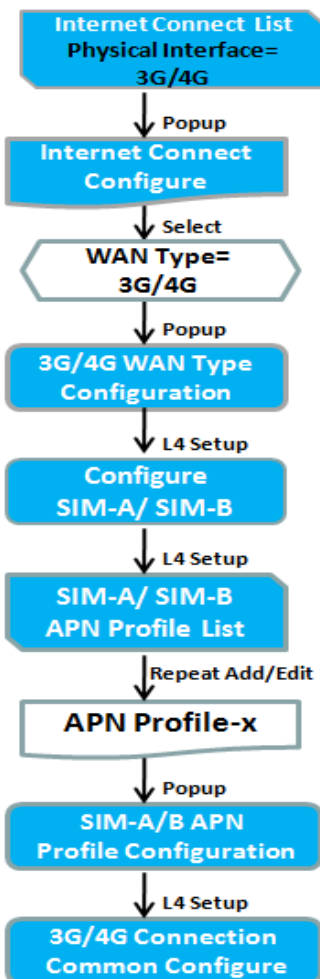 Internet Connect List
Physical Interface=
3G/4G
Popup
Internet Connect
Configure
Select
WAN Type=
3G/4G
Popup
3G/4G WAN Type
Configuration
L4 Setup
Configure
SIM-A/ SIM-B
L4 Setup
SIM-A/ SIM-B
APN Profile List
Repeat Add/Edit
APN Profile-x
Popup
SIM-A/B APN
Profile Configuration
L4 Setup
3G/4G Connection
Common Configure